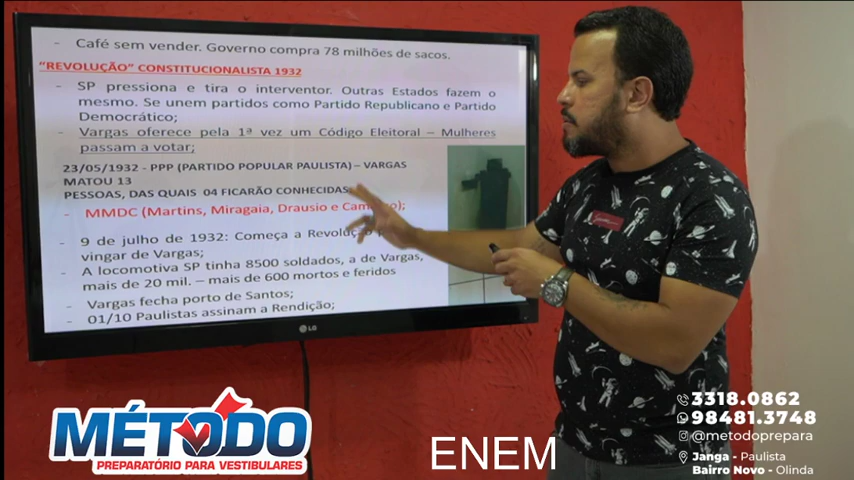 - Café sem vender. Governo compra 78 milhões de sacos.
"REVOLUÇÃO" CONSTITUCIONALISTA 1932
- SP pressiona e tira o interventor. Outras Estados fazem o
mesmo. Se unem partidos como Partido Republicano e Partido
Democrático;
- Vargas oferece pela 1ª vez um Código Eleitoral – Mulheres
passam a votar;
23/05/1932 - PPP (PARTIDO POPULAR PAULISTA) – VARGAS
MATOU 13
PESSOAS, DAS QUAIS 04 FICARÃO CONHECIDAS
- MMDC (Martins, Miragaia, Drausio e Camargo);
- 9 de julho de 1932: Começa a Revolução
vingar de Vargas;
- A locomotiva SP tinha 8500 soldados, a de Vargas,
mais de 20 mil. – mais de 600 mortos e feridos
- Vargas fecha porto de Santos;
- 01/10 Paulistas assinam a Rendição;
LG
MÉTODO
PREPARATÓRIO PARA VESTIBULARES
ENEM
3318.0862
98481.3748
@metodoprepara
Janga - Paulista
Bairro Novo - Olinda